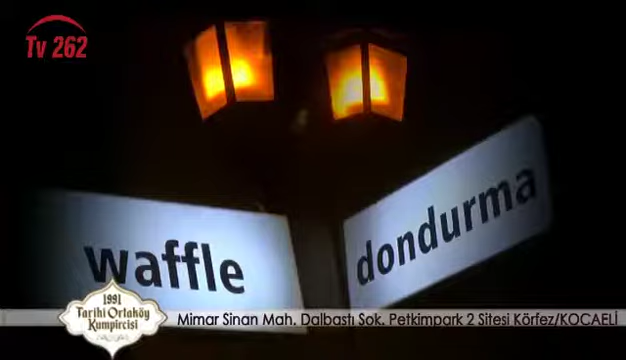 Tv 262
waffle
dondurma
1991
Tarihi Ortaköy
Kumpircisi
Mimar Sinan Mah. Dalbastı Sok. Petkimpark 2 Sitesi Körfez/KOCAELİ